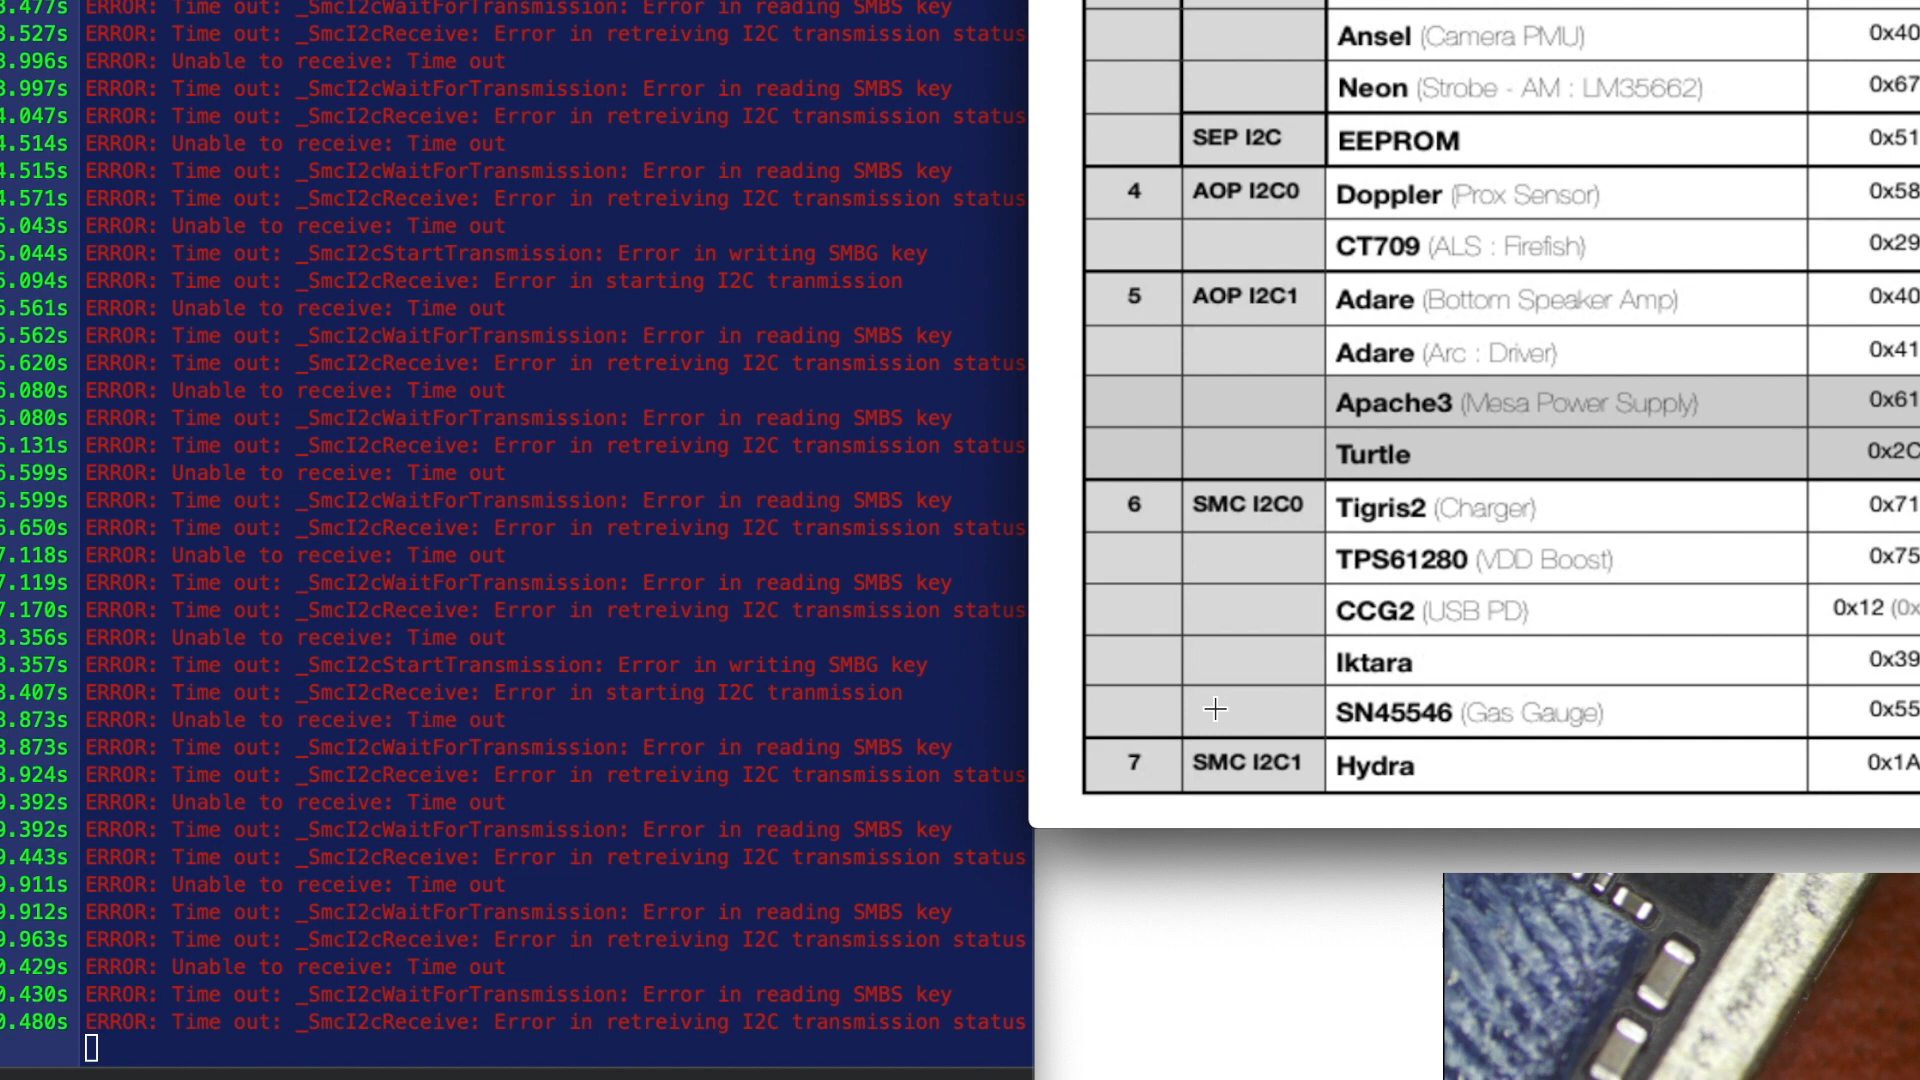 3.477s ERROR: Time out: _SmcI2cWaitForTransmission: Error in reading SMBS key
3.527s ERROR: Time out: _SmcI2cReceive: Error in retreiving I2C transmission status
3.996s ERROR: Unable to receive: Time out
3.997s ERROR: Time out: _SmcI2cWaitForTransmission: Error in reading SMBS key
4.047s ERROR: Time out: _SmcI2cReceive: Error in retreiving I2C transmission status
4.514s ERROR: Unable to receive: Time out
4.515s ERROR: Time out: _SmcI2cWaitForTransmission: Error in reading SMBS key
4.571s ERROR: Time out: _SmcI2cReceive: Error in retreiving I2C transmission status
5.043s ERROR: Unable to receive: Time out
5.044s ERROR: Time out: _SmcI2cStartTransmission: Error in writing SMBG key
5.094s ERROR: Time out: _SmcI2cReceive: Error in starting I2C tranmission
5.561s ERROR: Unable to receive: Time out
5.562s ERROR: Time out: _SmcI2cWaitForTransmission: Error in reading SMBS key
5.620s ERROR: Time out: _SmcI2cReceive: Error in retreiving I2C transmission status
6.080s ERROR: Unable to receive: Time out
6.080s ERROR: Time out: _SmcI2cWaitForTransmission: Error in reading SMBS key
6.131s ERROR: Time out: _SmcI2cReceive: Error in retreiving I2C transmission status
6.599s ERROR: Unable to receive: Time out
6.599s ERROR: Time out: _SmcI2cWaitForTransmission: Error in reading SMBS key
6.650s ERROR: Time out: _SmcI2cReceive: Error in retreiving I2C transmission status
7.118s ERROR: Unable to receive: Time out
7.119s ERROR: Time out: _SmcI2cWaitForTransmission: Error in reading SMBS key
7.170s ERROR: Time out: _SmcI2cReceive: Error in retreiving I2C transmission status
8.356s ERROR: Unable to receive: Time out
8.357s ERROR: Time out: _SmcI2cStartTransmission: Error in writing SMBG key
8.407s ERROR: Time out: _SmcI2cReceive: Error in starting I2C tranmission
8.873s ERROR: Unable to receive: Time out
8.873s ERROR: Time out: _SmcI2cWaitForTransmission: Error in reading SMBS key
8.924s ERROR: Time out: _SmcI2cReceive: Error in retreiving I2C transmission status
9.392s ERROR: Unable to receive: Time out
9.392s ERROR: Time out: _SmcI2cWaitForTransmission: Error in reading SMBS key
9.443s ERROR: Time out: _SmcI2cReceive: Error in retreiving I2C transmission status
9.911s ERROR: Unable to receive: Time out
9.912s ERROR: Time out: _SmcI2cWaitForTransmission: Error in reading SMBS key
9.963s ERROR: Time out: _SmcI2cReceive: Error in retreiving I2C transmission status
0.429s ERROR: Unable to receive: Time out
0.430s ERROR: Time out: _SmcI2cWaitForTransmission: Error in reading SMBS key
0.480s ERROR: Time out: _SmcI2cReceive: Error in retreiving I2C transmission status
Ansel (Camera PMU) 0x40
Neon (Strobe - AM : LM35662) 0x67
SEP I2C EEPROM 0x51
4 AOP I2C0 Doppler (Prox Sensor) 0x58
CT709 (ALS : Firefish) 0x29
5 AOP I2C1 Adare (Bottom Speaker Amp) 0x40
Adare (Arc : Driver) 0x41
Apache3 (Mesa Power Supply) 0x61
Turtle 0x2C
6 SMC I2C0 Tigris2 (Charger) 0x71
TPS61280 (VDD Boost) 0x75
CCG2 (USB PD) 0x12 (0x
Iktara 0x39
SN45546 (Gas Gauge) 0x55
7 SMC I2C1 Hydra 0x1A